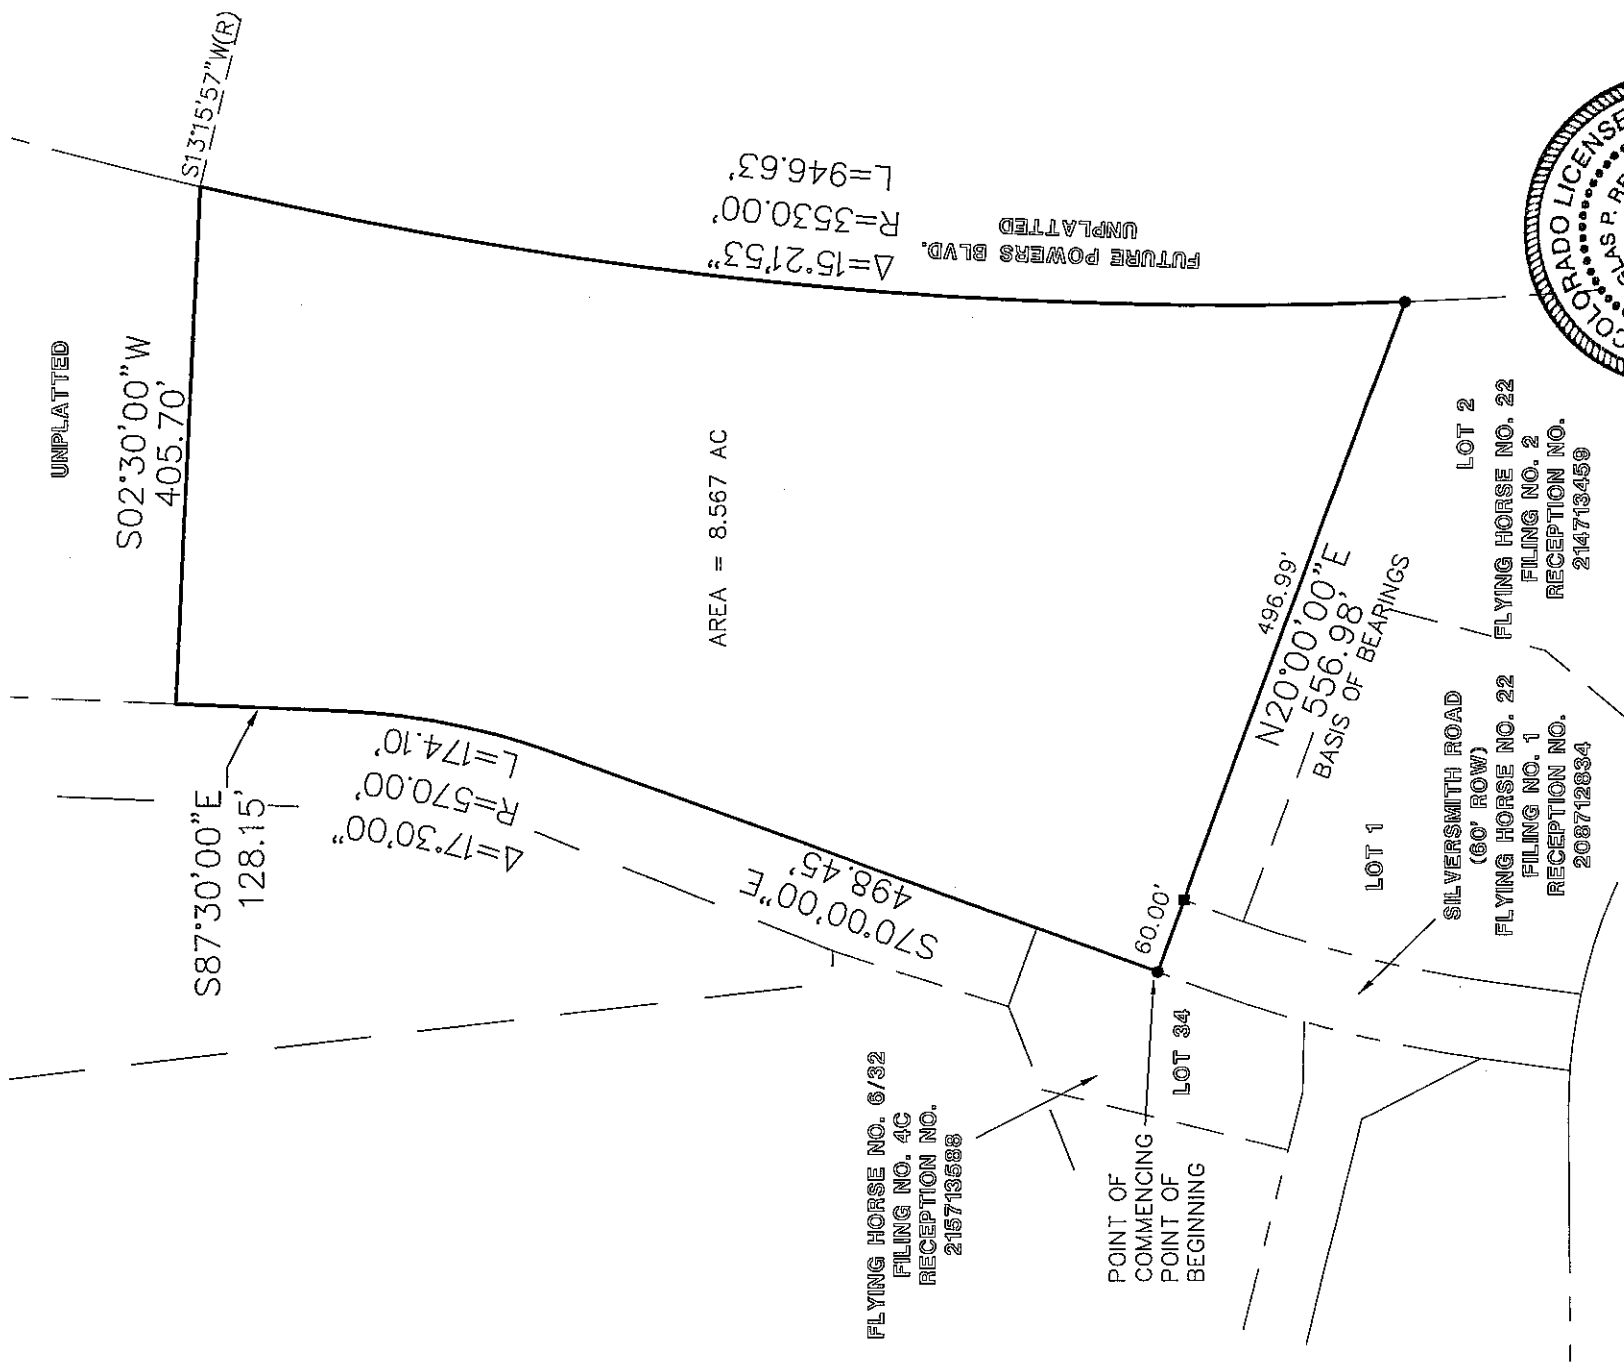 UNPLATTED
S02°30'00"W
405.70'
S13°15'57"W(R)
S87°30'00"E
128.15'
Δ=17°30'00"
R=570.00'
L=174.10'
S70°00'00"E
498.45'
AREA = 8.567 AC
Δ=15°21'53"
R=3530.00'
L=946.63'
FUTURE POWERS BLVD.
UNPLATTED
60.00'
496.99'
N20°00'00"E
556.98'
BASIS OF BEARINGS
FLYING HORSE NO. 6/32
FILING NO. 4C
RECEPTION NO.
215713588
POINT OF
COMMENCING
POINT OF
BEGINNING
LOT 34
LOT 1
SILVERSMITH ROAD
(60' ROW)
FLYING HORSE NO. 22
FILING NO. 1
RECEPTION NO.
208712834
LOT 2
FLYING HORSE NO. 22
FILING NO. 2
RECEPTION NO.
214713459
COLORADO LICENSE
P.